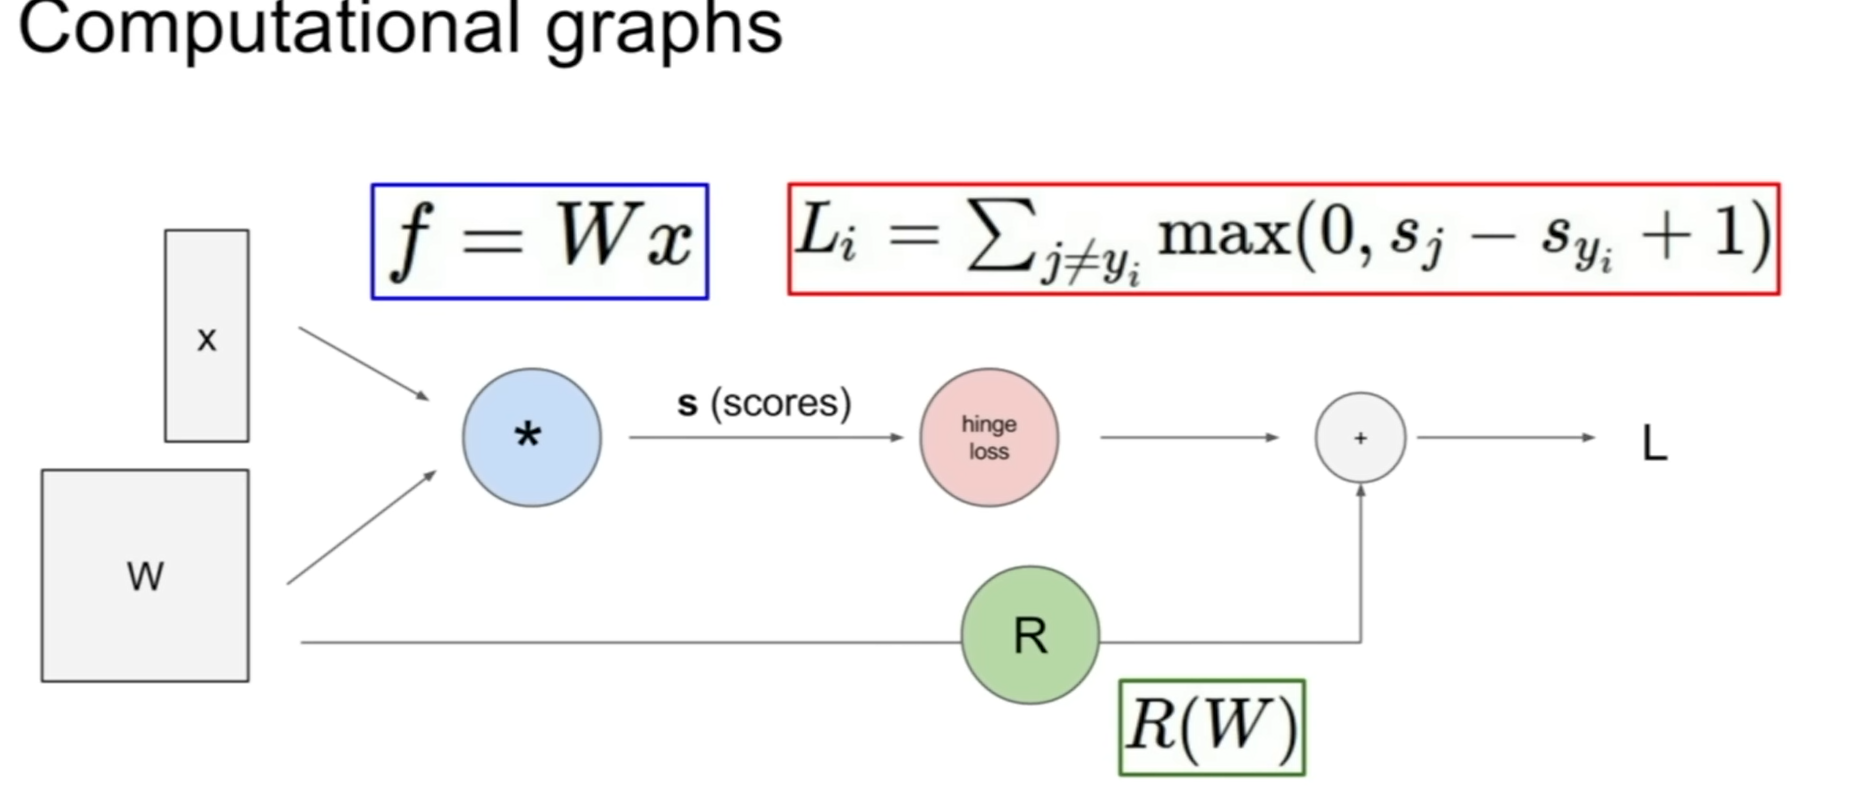 Computational graphs
f = Wx
L_i = ∑_{j≠y_i} max(0, s_j − s_{y_i} + 1)
x
*
s (scores)
hinge
loss
+
L
W
R
R(W)